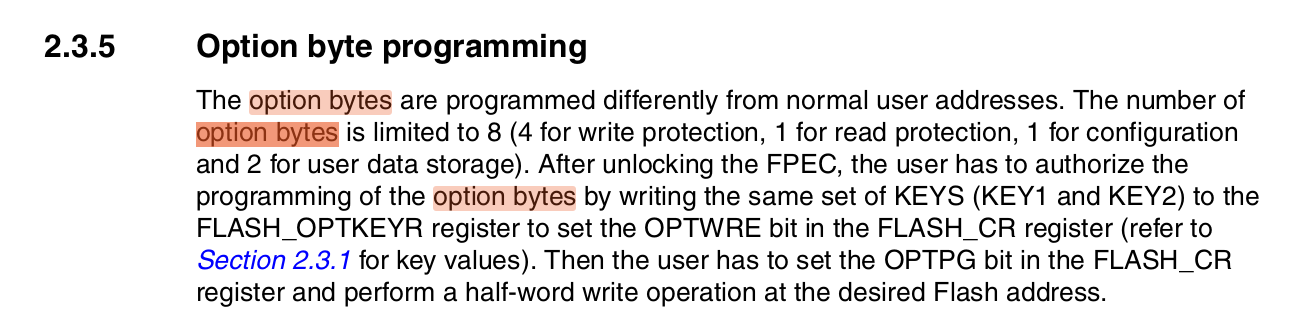 2.3.5 Option byte programming
The option bytes are programmed differently from normal user addresses. The number of
option bytes is limited to 8 (4 for write protection, 1 for read protection, 1 for configuration
and 2 for user data storage). After unlocking the FPEC, the user has to authorize the
programming of the option bytes by writing the same set of KEYS (KEY1 and KEY2) to the
FLASH_OPTKEYR register to set the OPTWRE bit in the FLASH_CR register (refer to
Section 2.3.1 for key values). Then the user has to set the OPTPG bit in the FLASH_CR
register and perform a half-word write operation at the desired Flash address.